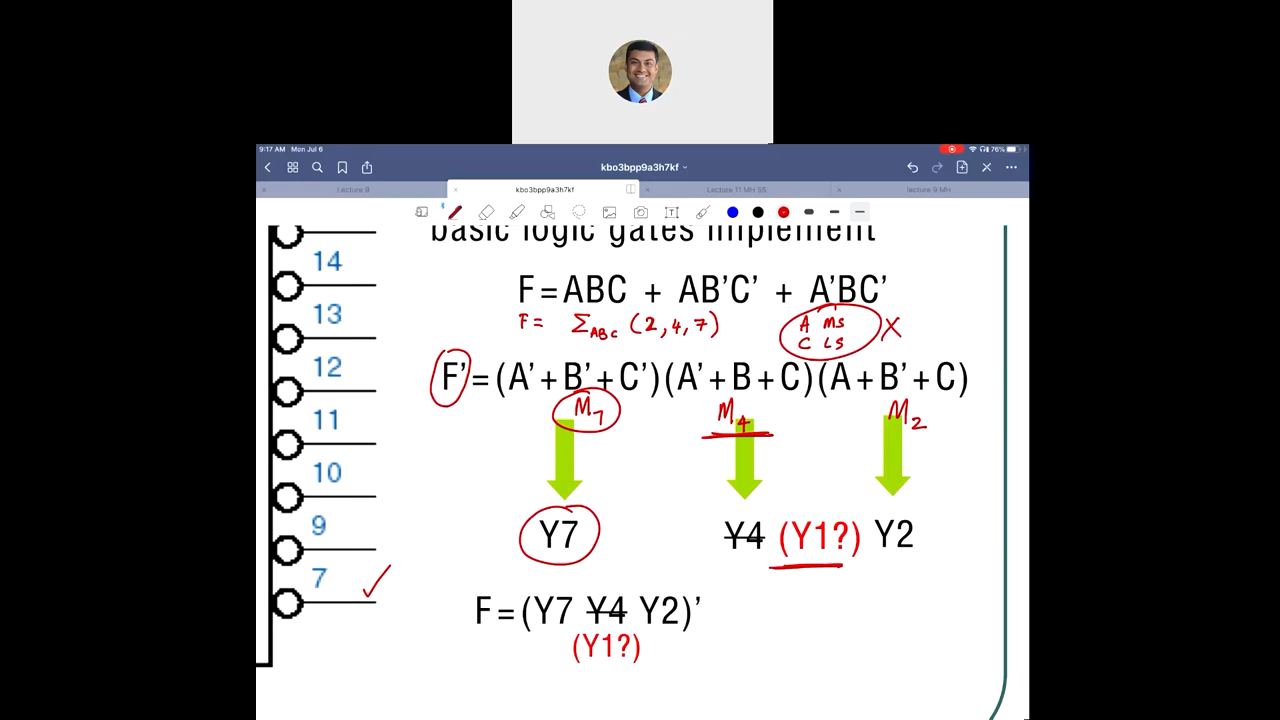 9:17 AM Mon Jul 6
76%
kbo3bpp9a3h7kf
Lecture 9
kbo3bpp9a3h7kf
Lecture 11 MH S5
lecture 9 MH
basic logic gates implement
14
F=ABC + AB'C' + A'BC'
13
F = Σ ABC (2,4,7)
A MS
C LS
X
12
F'=(A'+B'+C')(A'+B+C)(A+B'+C)
M7 M4 M2
11
10
9
Y7 Y4 (Y1?) Y2
7
F=(Y7 Y4 Y2)'
(Y1?)